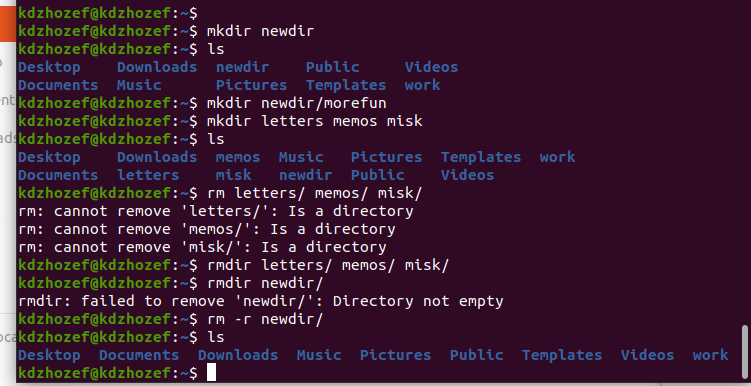 kdzhozef@kdzhozef:~$
kdzhozef@kdzhozef:~$ mkdir newdir
kdzhozef@kdzhozef:~$ ls
Desktop   Downloads  newdir    Public     Videos
Documents  Music      Pictures  Templates  work
kdzhozef@kdzhozef:~$ mkdir newdir/morefun
kdzhozef@kdzhozef:~$ mkdir letters memos misk
kdzhozef@kdzhozef:~$ ls
Desktop    Downloads  memos  Music   Pictures  Templates  work
Documents  letters    misk   newdir  Public    Videos
kdzhozef@kdzhozef:~$ rm letters/ memos/ misk/
rm: cannot remove 'letters/': Is a directory
rm: cannot remove 'memos/': Is a directory
rm: cannot remove 'misk/': Is a directory
kdzhozef@kdzhozef:~$ rmdir letters/ memos/ misk/
kdzhozef@kdzhozef:~$ rmdir newdir/
rmdir: failed to remove 'newdir/': Directory not empty
kdzhozef@kdzhozef:~$ rm -r newdir/
kdzhozef@kdzhozef:~$ ls
Desktop  Documents  Downloads  Music  Pictures  Public  Templates  Videos  work
kdzhozef@kdzhozef:~$